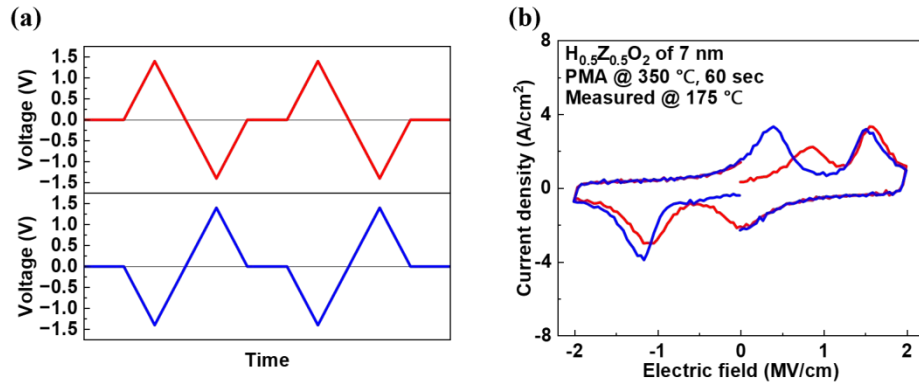 (a)
1.5
1.0
0.5
0.0
−0.5
−1.0
−1.5
Voltage (V)
1.5
1.0
0.5
0.0
−0.5
−1.0
−1.5
Voltage (V)
Time
(b)
H0.5Z0.5O2 of 7 nm
PMA @ 350 ℃, 60 sec
Measured @ 175 ℃
8
4
0
-4
-8
Current density (A/cm2)
-2 -1 0 1 2
Electric field (MV/cm)